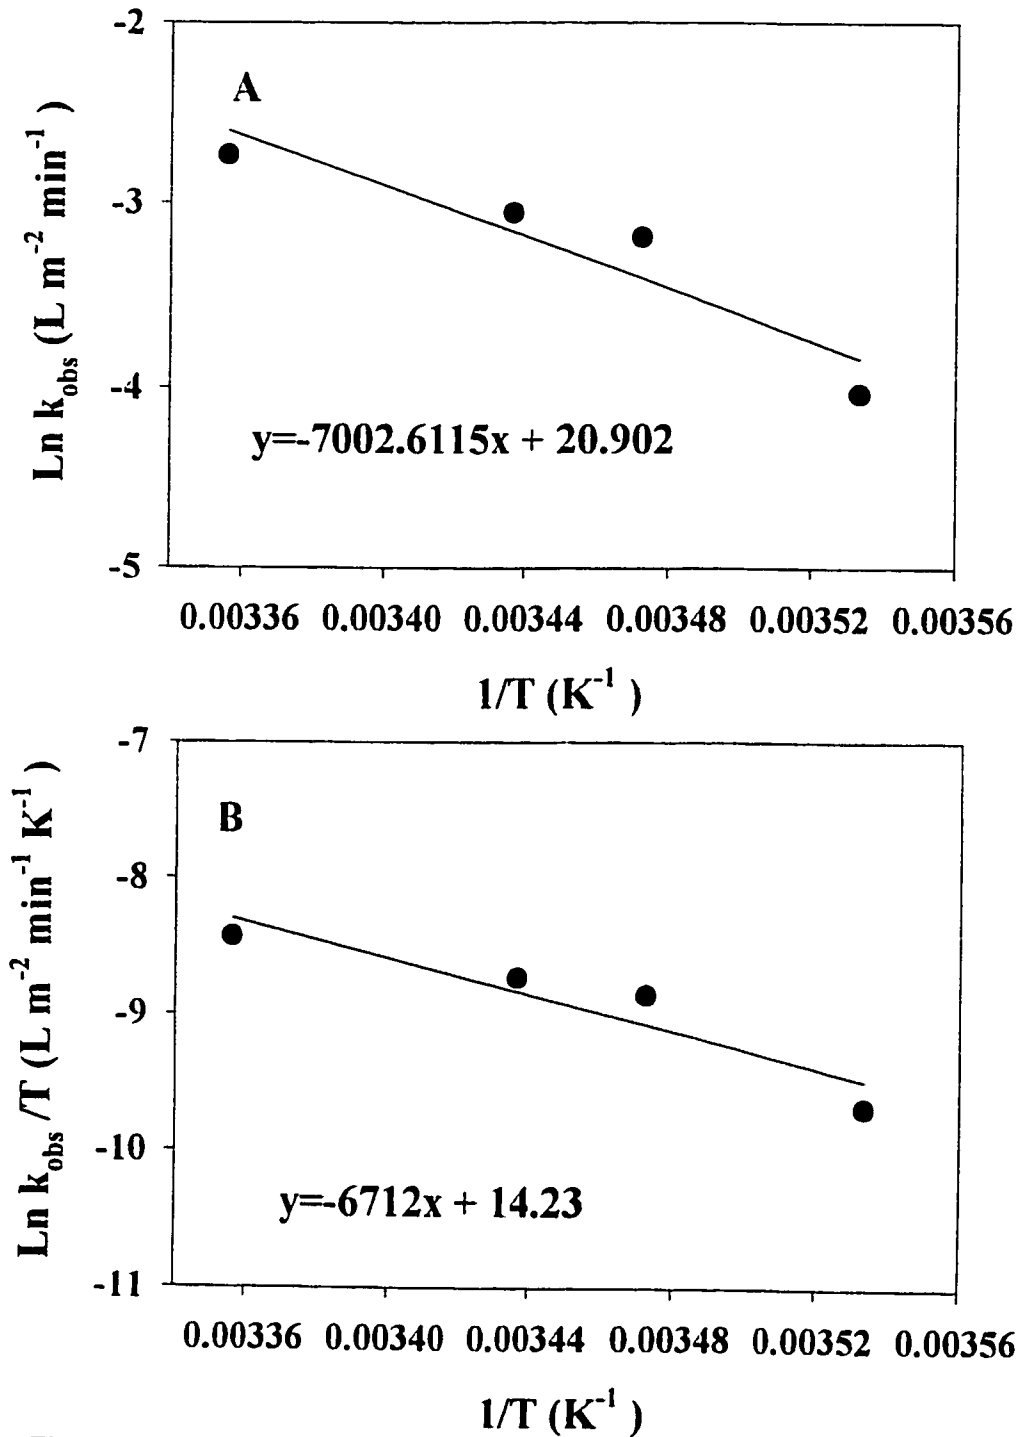 -2
A
-3
-4
-5
Ln k_obs (L m⁻² min⁻¹ )
y=-7002.6115x + 20.902
0.00336 0.00340 0.00344 0.00348 0.00352 0.00356
1/T (K⁻¹ )
-7
B
-8
-9
-10
-11
Ln k_obs /T (L m⁻² min⁻¹ K⁻¹ )
y=-6712x + 14.23
0.00336 0.00340 0.00344 0.00348 0.00352 0.00356
1/T (K⁻¹ )